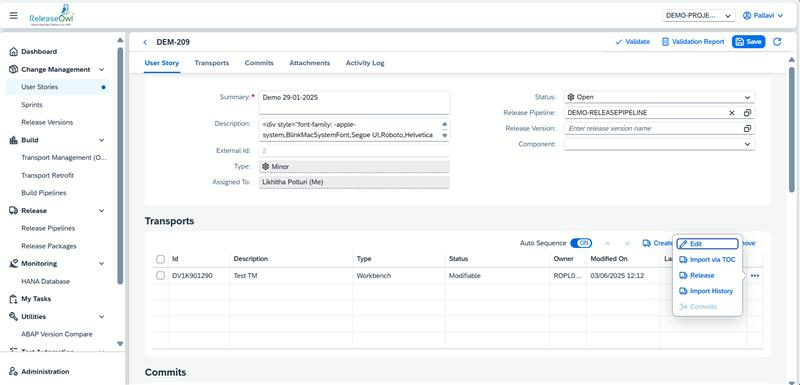 ReleaseOwl
DEMO-PROJE...
Pallavi
Dashboard
Change Management
User Stories
Sprints
Release Versions
Build
Transport Management (O...
Transport Retrofit
Build Pipelines
Release
Release Pipelines
Release Packages
Monitoring
HANA Database
My Tasks
Utilities
ABAP Version Compare
Test Automation
Administration
DEM-209
Validate
Validation Report
Save
User Story
Transports
Commits
Attachments
Activity Log
Summary:*
Demo 29-01-2025
Description:
<div style="font-family: -apple-
system,BlinkMacSystemFont,Segoe UI,Roboto,Helvetica
External Id:
2
Type:
Minor
Assigned To:
Likhitha Potluri (Me)
Status:
Open
Release Pipeline:
DEMO-RELEASEPIPELINE
Release Version:
Enter release version name
Component:
Transports
Auto Sequence
ON
Create
Id
Description
Type
Status
Owner
Modified On
DV1K901290
Test TM
Workbench
Modifiable
ROPL0...
03/06/2025 12:12
Edit
Import via TOC
Release
Import History
Commits
Commits